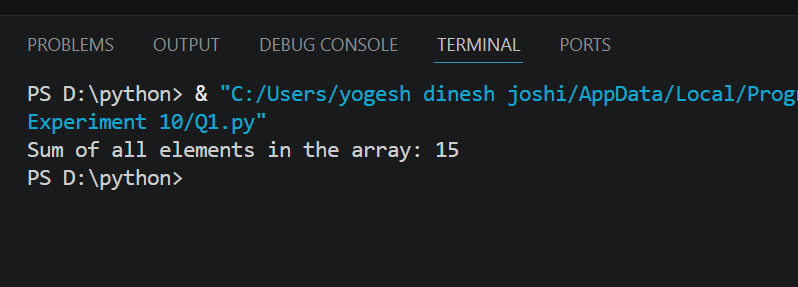 PROBLEMS OUTPUT DEBUG CONSOLE TERMINAL PORTS
PS D:\python> & "C:/Users/yogesh dinesh joshi/AppData/Local/Prog
Experiment 10/Q1.py"
Sum of all elements in the array: 15
PS D:\python>